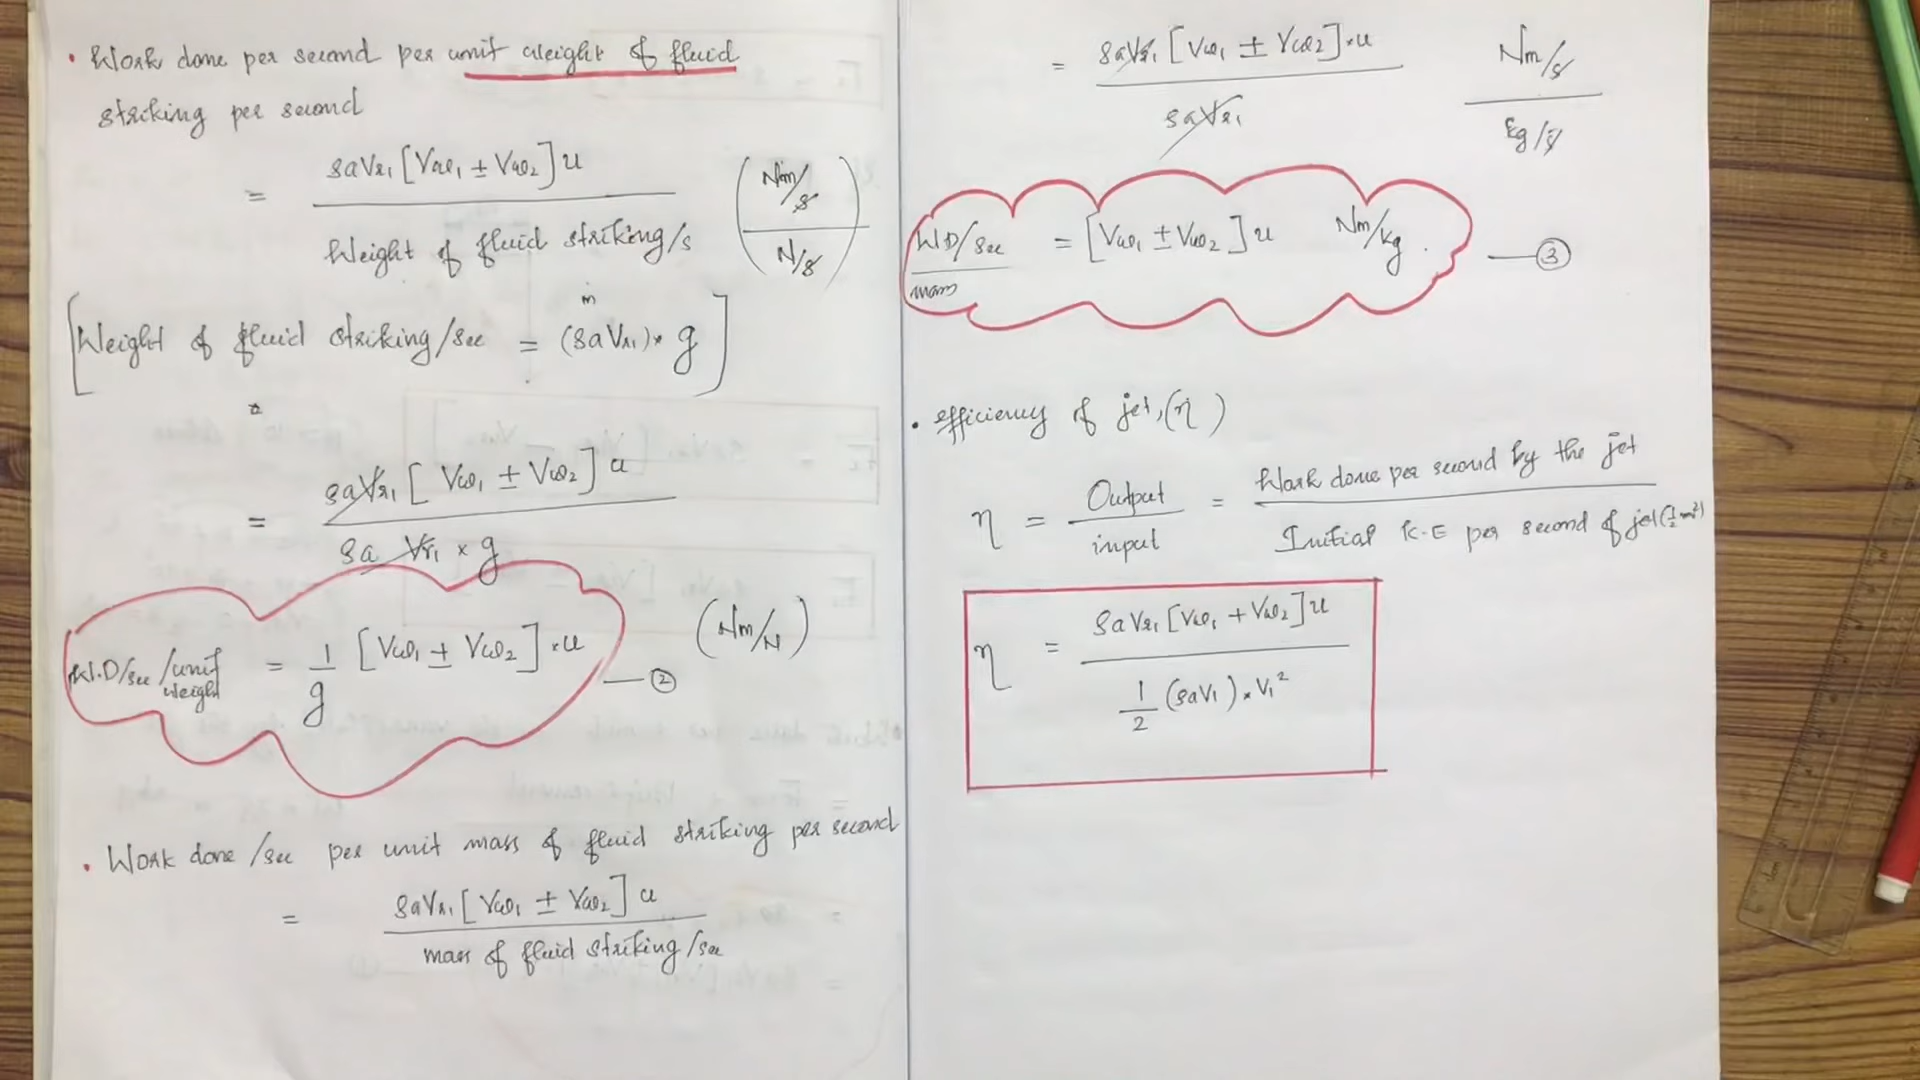 • Work done per second per unit weight of fluid
striking per second
= ρaVr₁[Vw₁ ± Vw₂]u / Weight of fluid striking/s (Nm/s / N/s)
[Weight of fluid striking/sec = (ρaVr₁)× g]
ṁ
= ρaVr₁[Vw₁ ± Vw₂]u / ρaVr₁ × g
W.D/sec/unit weight = 1/g [Vw₁ ± Vw₂]×u (Nm/N) — ②
• Work done/sec per unit mass of fluid striking per second
= ρaVr₁[Vw₁ ± Vw₂]u / mass of fluid striking/sec
= ρaVr₁[Vw₁ ± Vw₂]×u / ρaVr₁ Nm/s / kg/s
WD/sec / mass = [Vw₁ ± Vw₂]u Nm/kg. — ③
• efficiency of jet,(η)
η = Output / input = Work done per second by the jet / Initial K.E per second of jet(½mv²)
η = ρaVr₁[Vw₁ + Vw₂]u / ½(ρaV₁)×V₁²